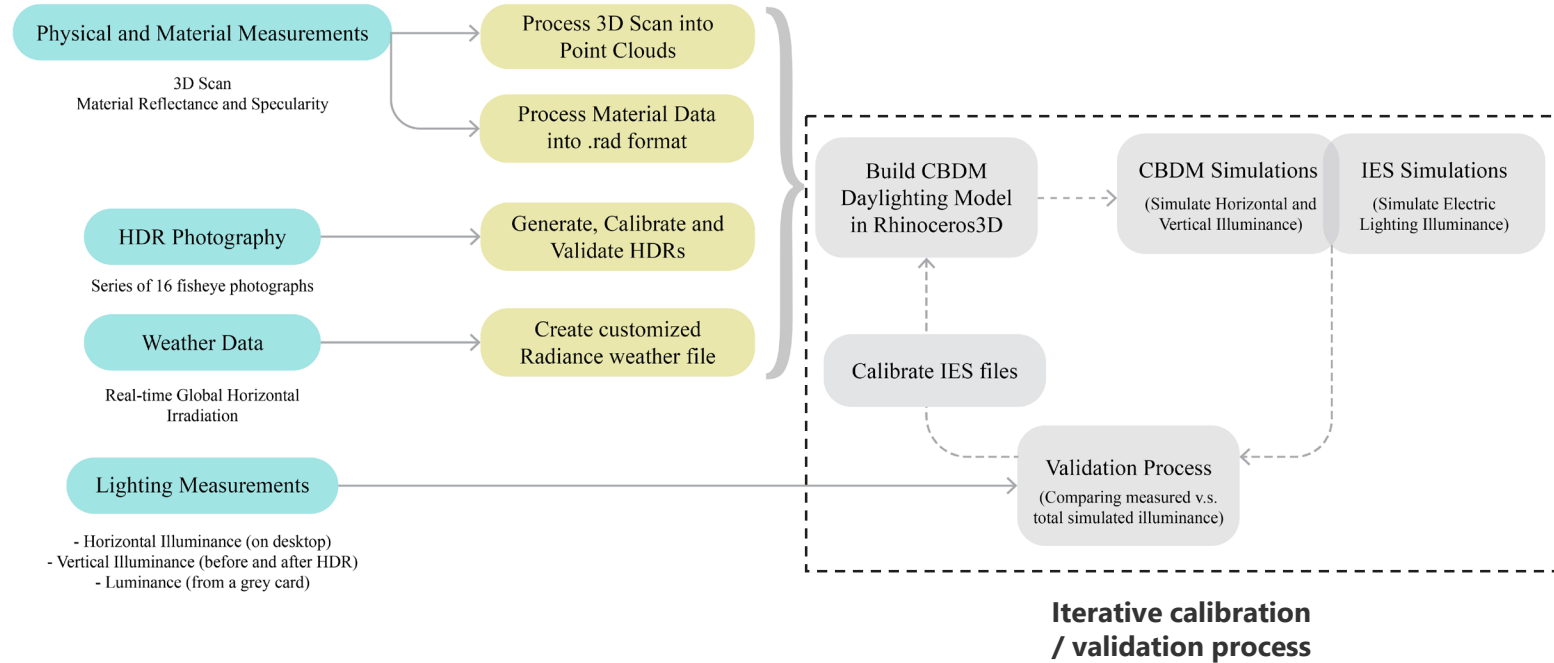 Physical and Material Measurements
3D Scan
Material Reflectance and Specularity
Process 3D Scan into
Point Clouds
Process Material Data
into .rad format
HDR Photography
Series of 16 fisheye photographs
Generate, Calibrate and
Validate HDRs
Weather Data
Real-time Global Horizontal
Irradiation
Create customized
Radiance weather file
Lighting Measurements
- Horizontal Illuminance (on desktop)
- Vertical Illuminance (before and after HDR)
- Luminance (from a grey card)
Build CBDM
Daylighting Model
in Rhinoceros3D
CBDM Simulations
(Simulate Horizontal and
Vertical Illuminance)
IES Simulations
(Simulate Electric
Lighting Illuminance)
Calibrate IES files
Validation Process
(Comparing measured v.s.
total simulated illuminance)
Iterative calibration
/ validation process